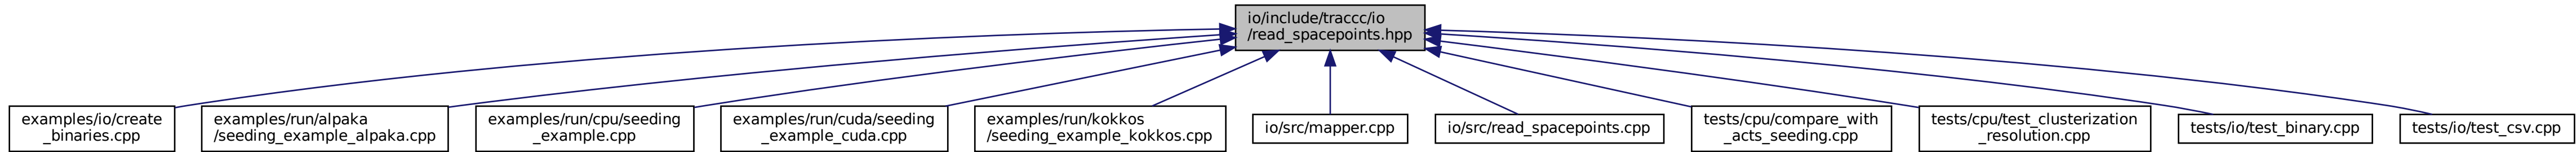 io/include/traccc/io
/read_spacepoints.hpp
examples/io/create
_binaries.cpp
examples/run/alpaka
/seeding_example_alpaka.cpp
examples/run/cpu/seeding
_example.cpp
examples/run/cuda/seeding
_example_cuda.cpp
examples/run/kokkos
/seeding_example_kokkos.cpp
io/src/mapper.cpp
io/src/read_spacepoints.cpp
tests/cpu/compare_with
_acts_seeding.cpp
tests/cpu/test_clusterization
_resolution.cpp
tests/io/test_binary.cpp
tests/io/test_csv.cpp